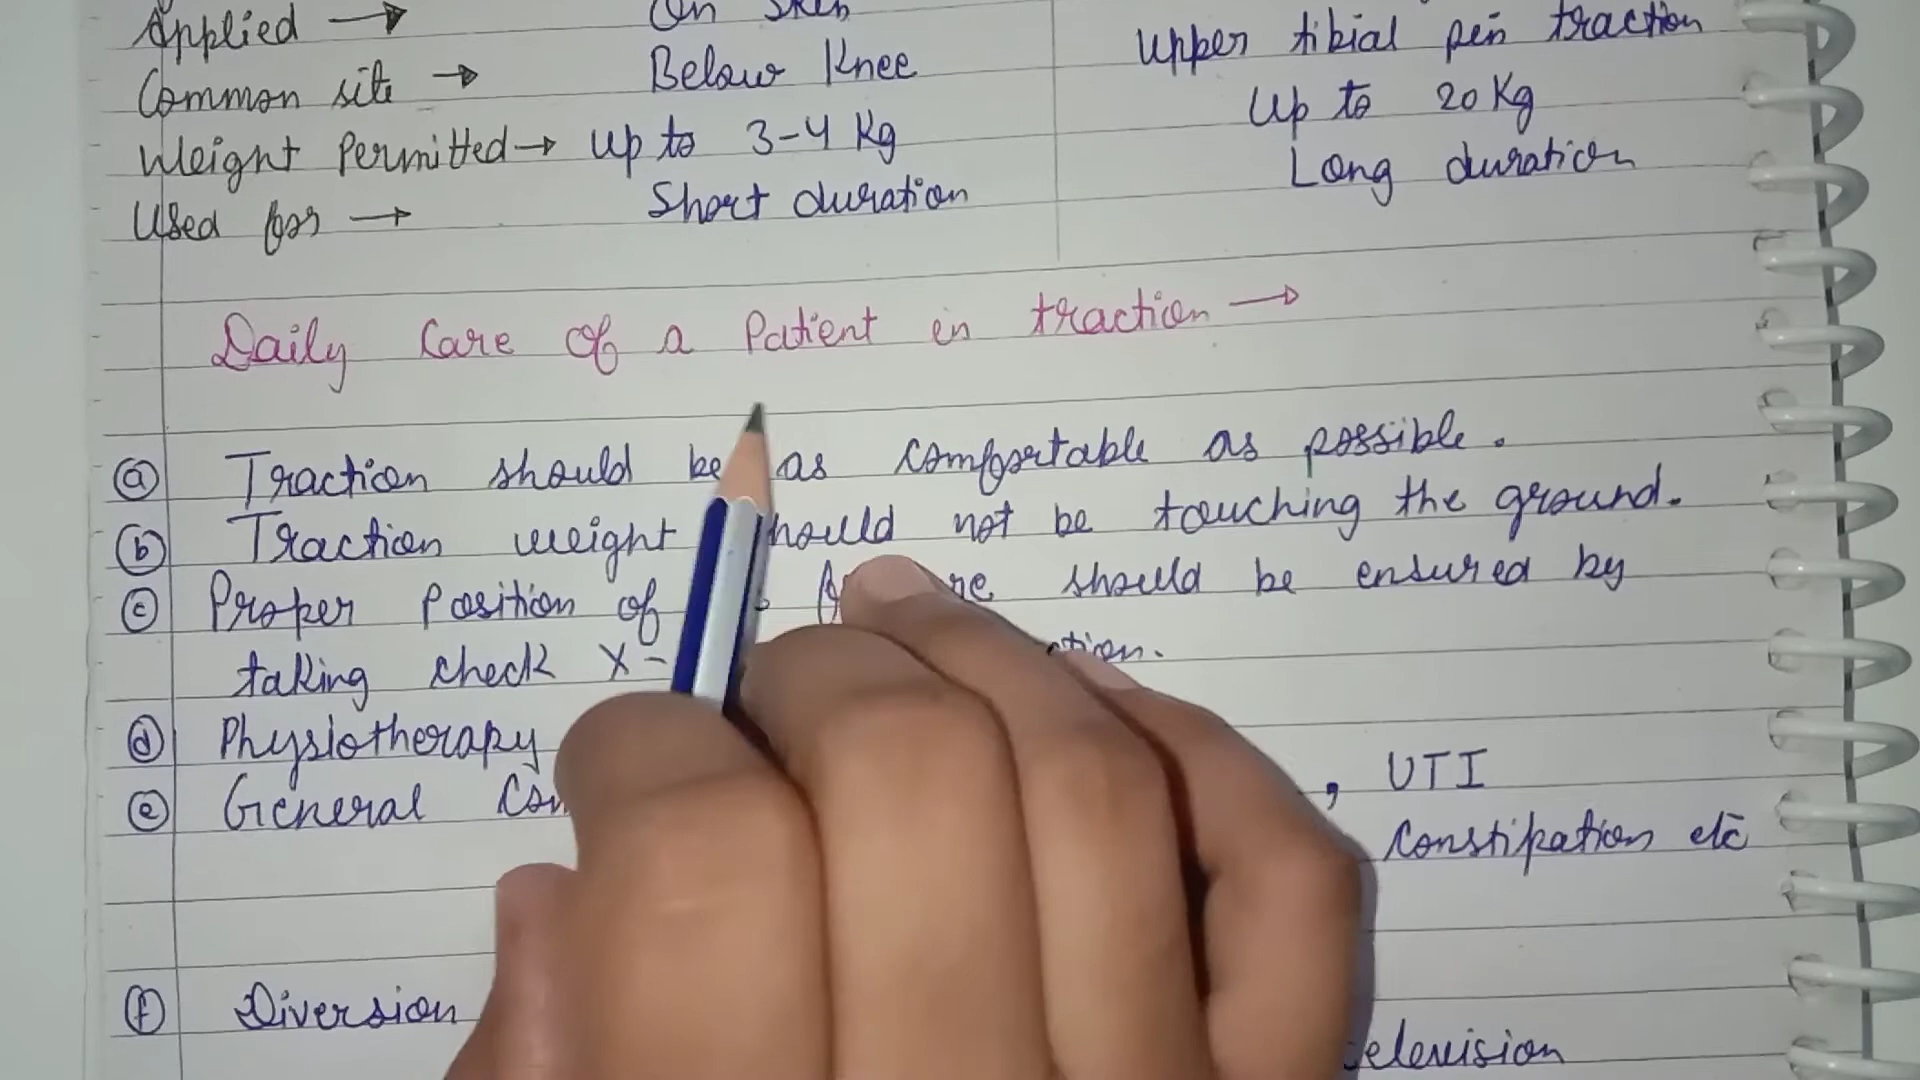 Applied → On Skin
Upper tibial pin traction
Common site → Below Knee
Up to 20 Kg
Weight Permitted → up to 3-4 Kg
Long duration
Used for → Short duration
Daily Care of a Patient in traction →
(a) Traction should be as comfortable as possible.
(b) Traction weight should not be touching the ground.
(c) Proper Position of should be ensured by
taking check X-
(d) Physiotherapy
(e) General , UTI
Constipation etc
(f) Diversion
television